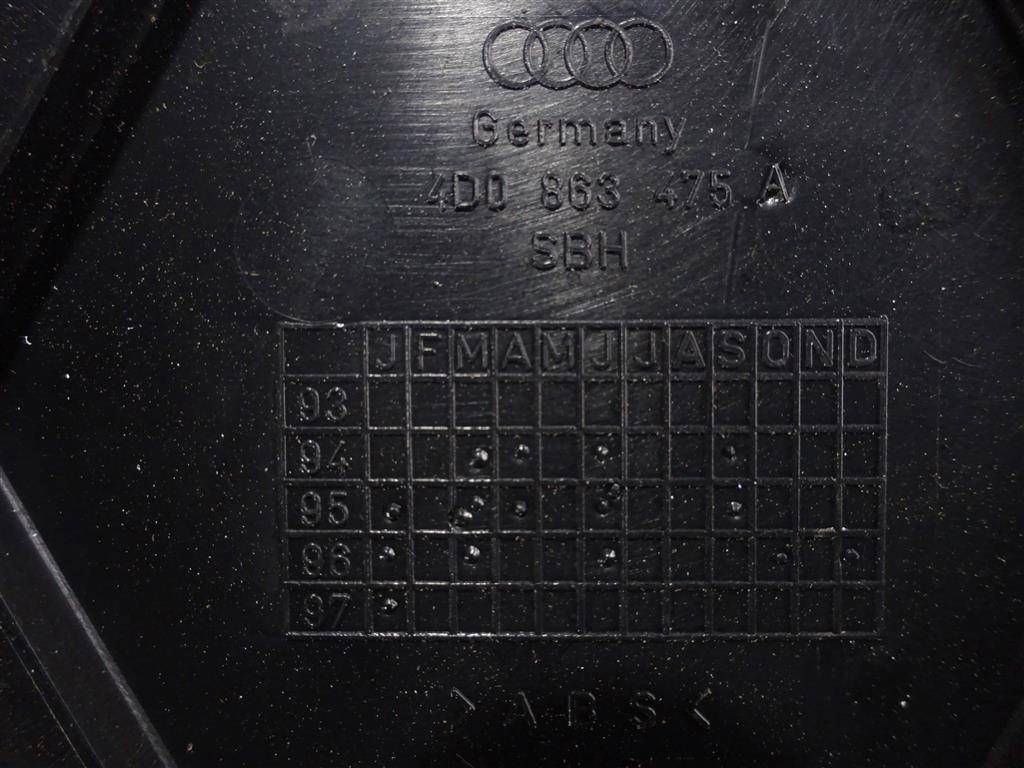 Germany
4D0 863 475 A
SBH
J F M A M J J A S O N D
93
94
95
96
97
>ABS<